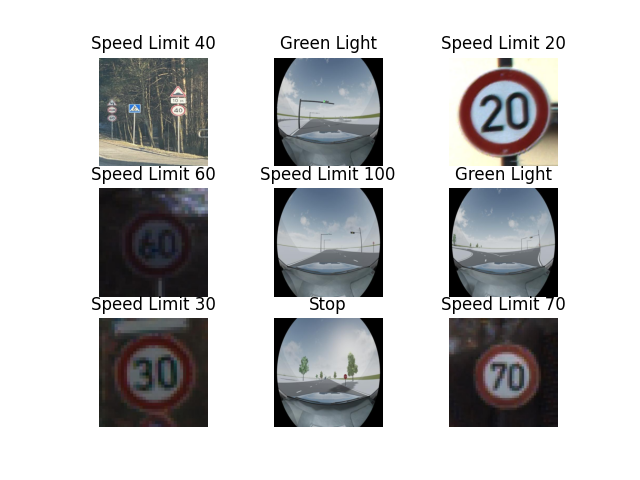 Speed Limit 40
Green Light
Speed Limit 20
40
20
Speed Limit 60
Speed Limit 100
Green Light
60
Speed Limit 30
Stop
Speed Limit 70
30
70